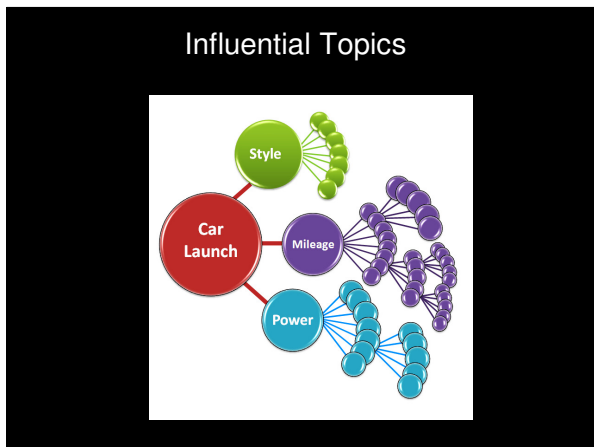 Influential Topics
Style
Car
Launch
Mileage
Power